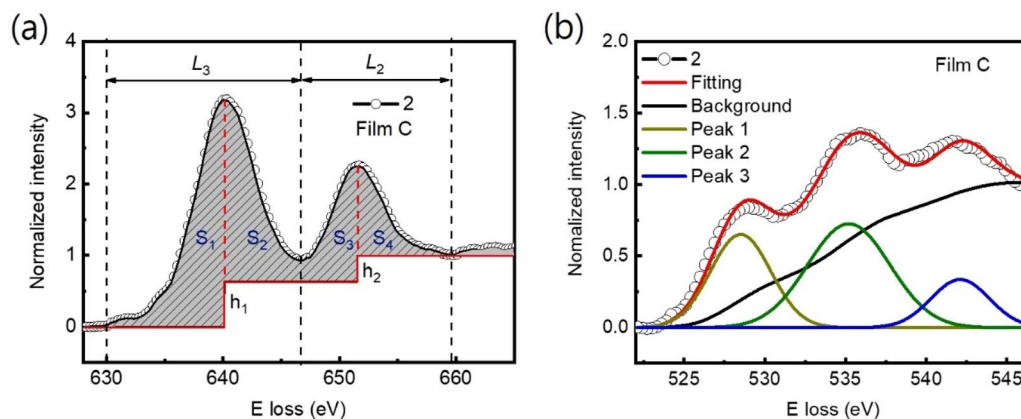 (a)
4
3
2
1
0
Normalized intensity
L3
L2
2
Film C
S1
S2
S3
S4
h1
h2
630
640
650
660
E loss (eV)
(b)
2.0
1.5
1.0
0.5
0.0
Normalized intensity
2
Fitting
Background
Peak 1
Peak 2
Peak 3
Film C
525
530
535
540
545
E loss (eV)